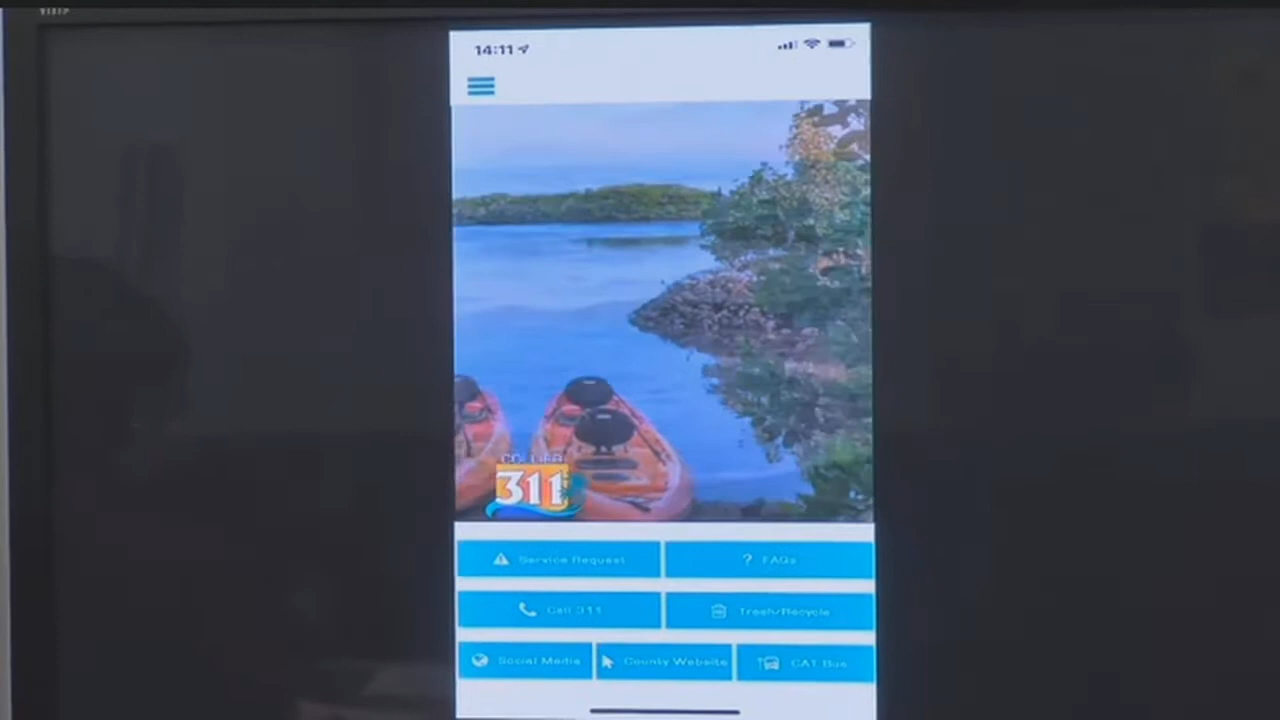 14:11
COLLIER
311
Service Request
? FAQs
Call 311
Trash/Recycle
Social Media
County Website
CAT Bus